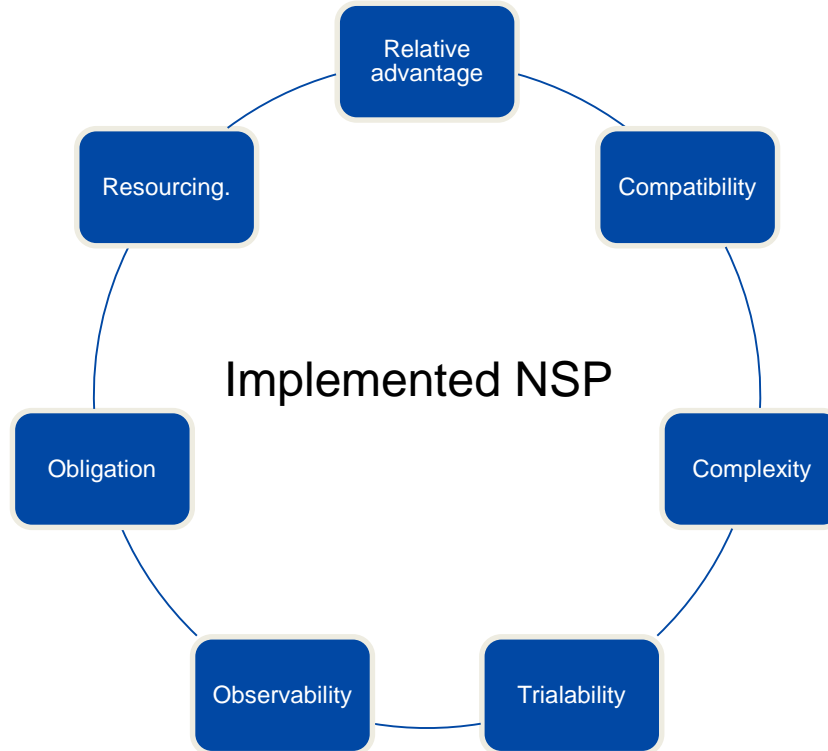 Relative
advantage
Compatibility
Complexity
Trialability
Observability
Obligation
Resourcing.
Implemented NSP